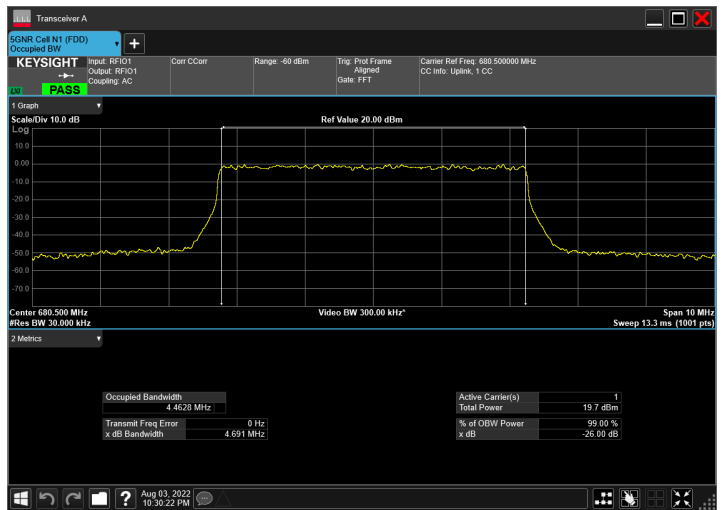 Transceiver A
5GNR Cell N1 (FDD)
Occupied BW
KEYSIGHT
LXI
PASS
Input: RFIO1
Output: RFIO1
Coupling: AC
Corr CCorr
Range: -60 dBm
Trig: Prot Frame
Aligned
Gate: FFT
Carrier Ref Freq: 680.500000 MHz
CC Info: Uplink, 1 CC
1 Graph
Scale/Div 10.0 dB
Ref Value 20.00 dBm
Log
10.0
0.00
-10.0
-20.0
-30.0
-40.0
-50.0
-60.0
-70.0
Center 680.500 MHz
Video BW 300.00 kHz*
Span 10 MHz
#Res BW 30.000 kHz
Sweep 13.3 ms (1001 pts)
2 Metrics
Occupied Bandwidth
4.4628 MHz
Transmit Freq Error 0 Hz
x dB Bandwidth 4.691 MHz
Active Carrier(s) 1
Total Power 19.7 dBm
% of OBW Power 99.00 %
x dB -26.00 dB
Aug 03, 2022
10:30:22 PM